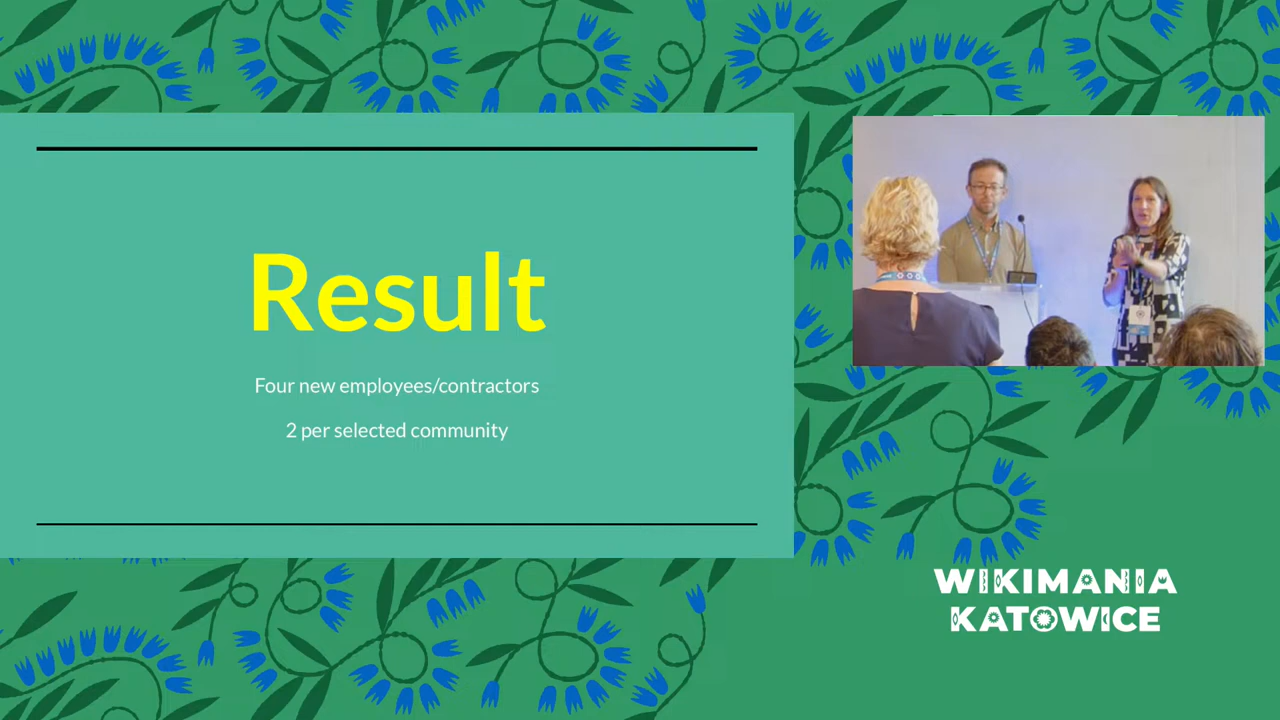 Result
Four new employees/contractors
2 per selected community
WIKIMANIA
KATOWICE